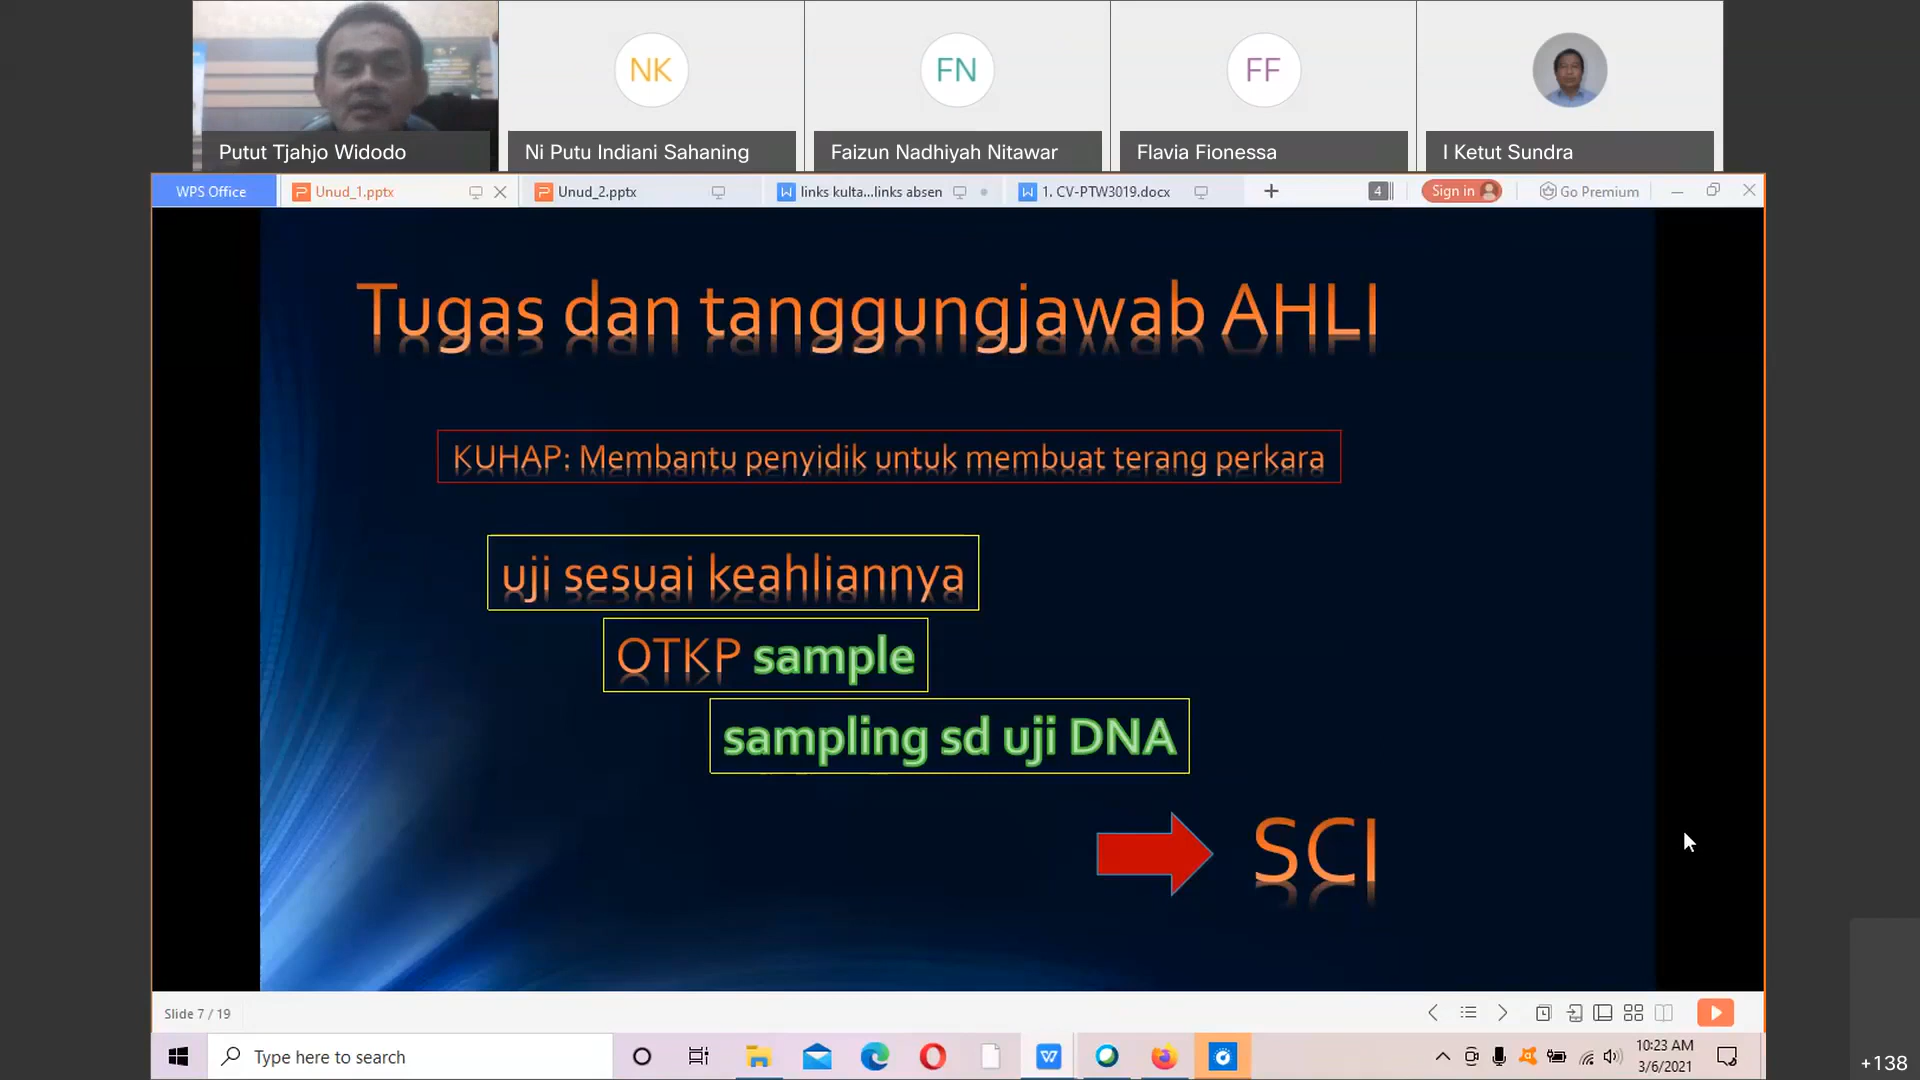 NK
FN
FF
Putut Tjahjo Widodo
Ni Putu Indiani Sahaning
Faizun Nadhiyah Nitawar
Flavia Fionessa
I Ketut Sundra
WPS Office
Unud_1.pptx
Unud_2.pptx
links kulta...links absen
1. CV-PTW3019.docx
4
Sign in
Go Premium
Tugas dan tanggungjawab AHLI
KUHAP: Membantu penyidik untuk membuat terang perkara
uji sesuai keahliannya
OTKP sample
sampling sd uji DNA
SCI
Slide 7 / 19
Type here to search
10:23 AM
3/6/2021
+138